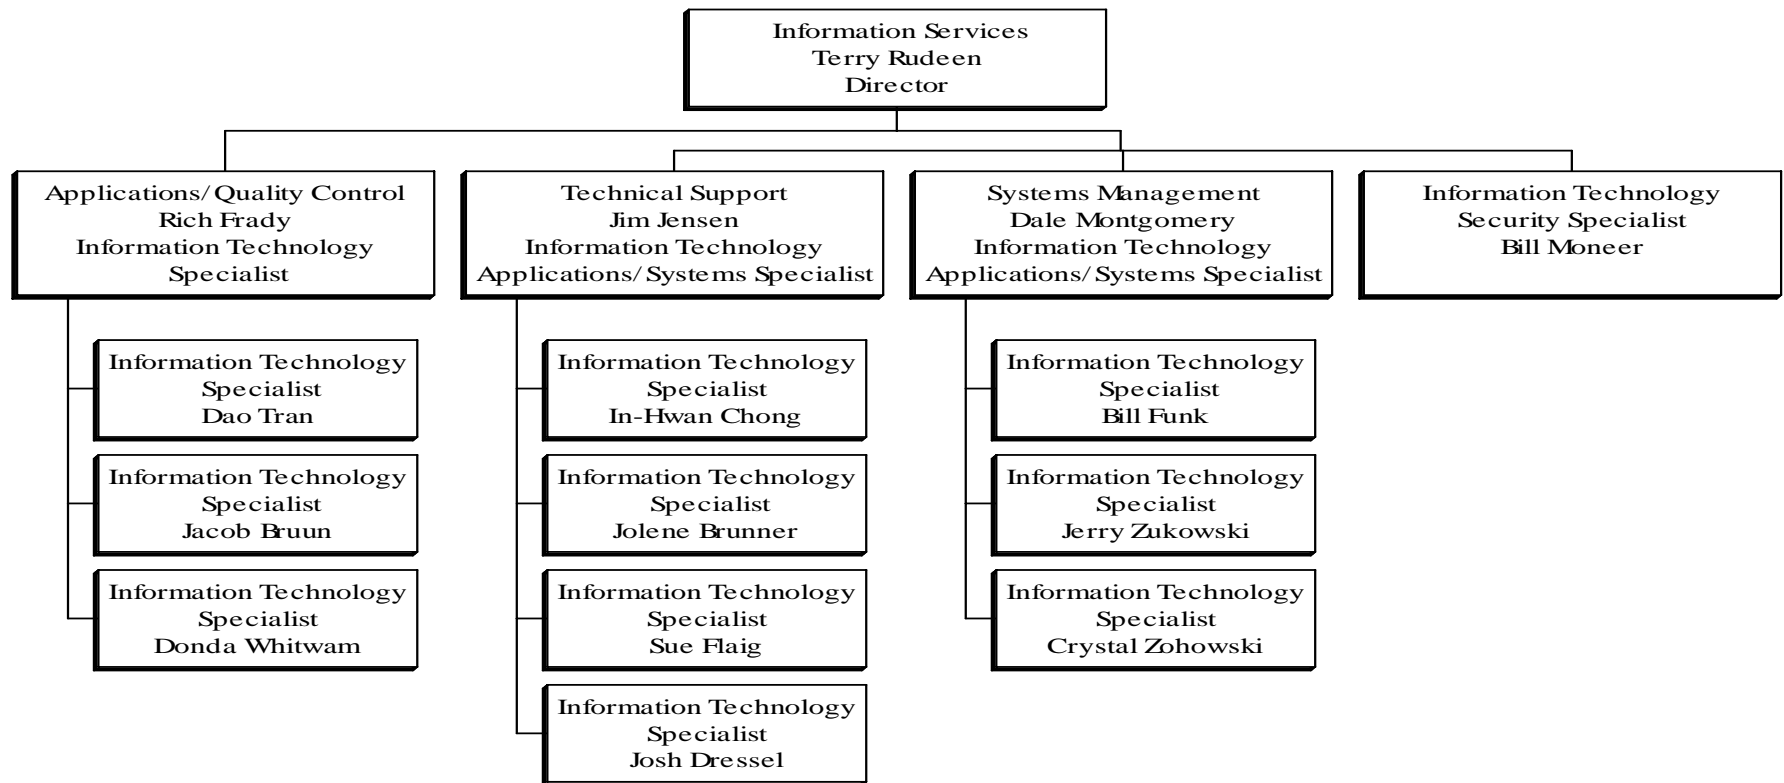 Information Services
Terry Rudeen
Director
Applications/Quality Control
Rich Frady
Information Technology
Specialist
Technical Support
Jim Jensen
Information Technology
Applications/Systems Specialist
Systems Management
Dale Montgomery
Information Technology
Applications/Systems Specialist
Information Technology
Security Specialist
Bill Moneer
Information Technology
Specialist
Dao Tran
Information Technology
Specialist
Jacob Bruun
Information Technology
Specialist
Donda Whitwam
Information Technology
Specialist
In-Hwan Chong
Information Technology
Specialist
Jolene Brunner
Information Technology
Specialist
Sue Flaig
Information Technology
Specialist
Josh Dressel
Information Technology
Specialist
Bill Funk
Information Technology
Specialist
Jerry Zukowski
Information Technology
Specialist
Crystal Zohowski